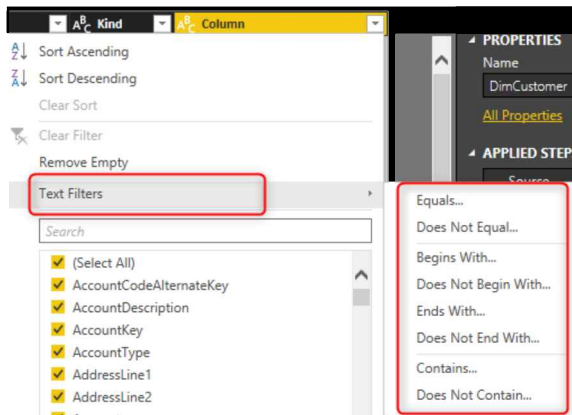 ABC Kind
ABC Column
Sort Ascending
Sort Descending
Clear Sort
Clear Filter
Remove Empty
Text Filters
Search
(Select All)
AccountCodeAlternateKey
AccountDescription
AccountKey
AccountType
AddressLine1
AddressLine2
PROPERTIES
Name
DimCustomer
All Properties
APPLIED STEP
Equals...
Does Not Equal...
Begins With...
Does Not Begin With...
Ends With...
Does Not End With...
Contains...
Does Not Contain...